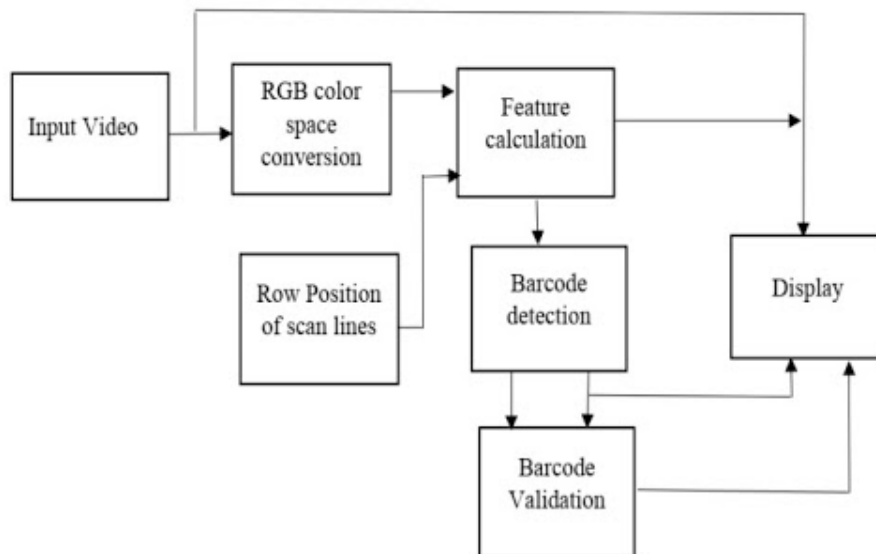 Input Video
RGB color
space
conversion
Feature
calculation
Row Position
of scan lines
Barcode
detection
Display
Barcode
Validation